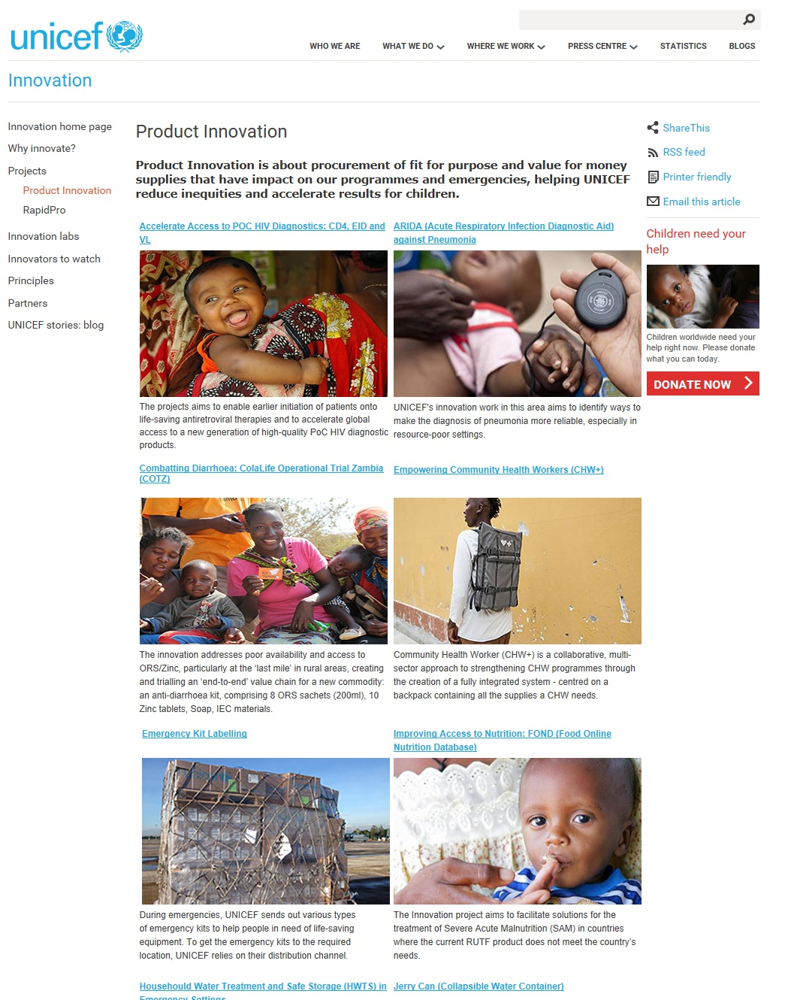 unicef
WHO WE ARE
WHAT WE DO
WHERE WE WORK
PRESS CENTRE
STATISTICS
BLOGS
Innovation
Innovation home page
Why innovate?
Projects
Product Innovation
RapidPro
Innovation labs
Innovators to watch
Principles
Partners
UNICEF stories: blog
Product Innovation
Product Innovation is about procurement of fit for purpose and value for money
supplies that have impact on our programmes and emergencies, helping UNICEF
reduce inequities and accelerate results for children.
Accelerate Access to POC HIV Diagnostics: CD4, EID and
VL
The projects aims to enable earlier initiation of patients onto
life-saving antiretroviral therapies and to accelerate global
access to a new generation of high-quality PoC HIV diagnostic
products.
ARIDA (Acute Respiratory Infection Diagnostic Aid)
against Pneumonia
UNICEF's innovation work in this area aims to identify ways to
make the diagnosis of pneumonia more reliable, especially in
resource-poor settings.
Combatting Diarrhoea: ColaLife Operational Trial Zambia
(COTZ)
The innovation addresses poor availability and access to
ORS/Zinc, particularly at the ‘last mile’ in rural areas, creating
and trialling an ‘end-to-end’ value chain for a new commodity:
an anti-diarrhoea kit, comprising 8 ORS sachets (200ml), 10
Zinc tablets, Soap, IEC materials.
Empowering Community Health Workers (CHW+)
Community Health Worker (CHW+) is a collaborative, multi-
sector approach to strengthening CHW programmes through
the creation of a fully integrated system - centred on a
backpack containing all the supplies a CHW needs.
Emergency Kit Labelling
During emergencies, UNICEF sends out various types
of emergency kits to help people in need of life-saving
equipment. To get the emergency kits to the required
location, UNICEF relies on their distribution channel.
Improving Access to Nutrition: FOND (Food Online
Nutrition Database)
The Innovation project aims to facilitate solutions for the
treatment of Severe Acute Malnutrition (SAM) in countries
where the current RUTF product does not meet the country’s
needs.
Househould Water Treatment and Safe Storage (HWTS) in
Emergency Settings
Jerry Can (Collapsible Water Container)
ShareThis
RSS feed
Printer friendly
Email this article
Children need your
help
Children worldwide need your
help right now. Please donate
what you can today.
DONATE NOW